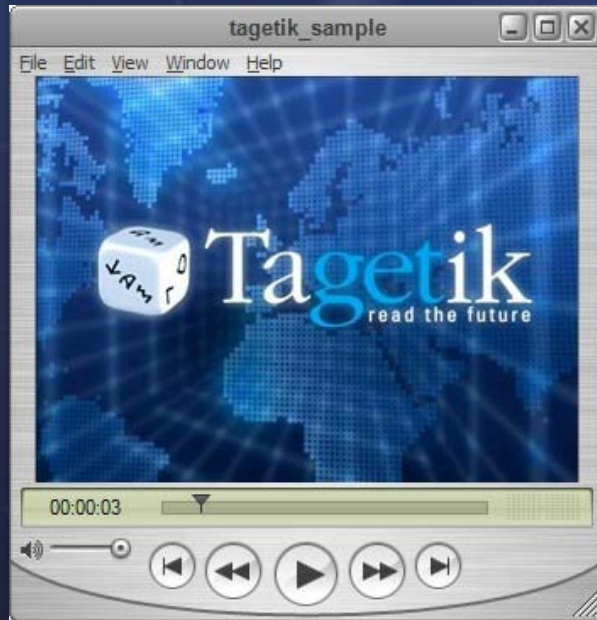 tagetik_sample
File Edit View Window Help
Tagetik
read the future
00:00:03